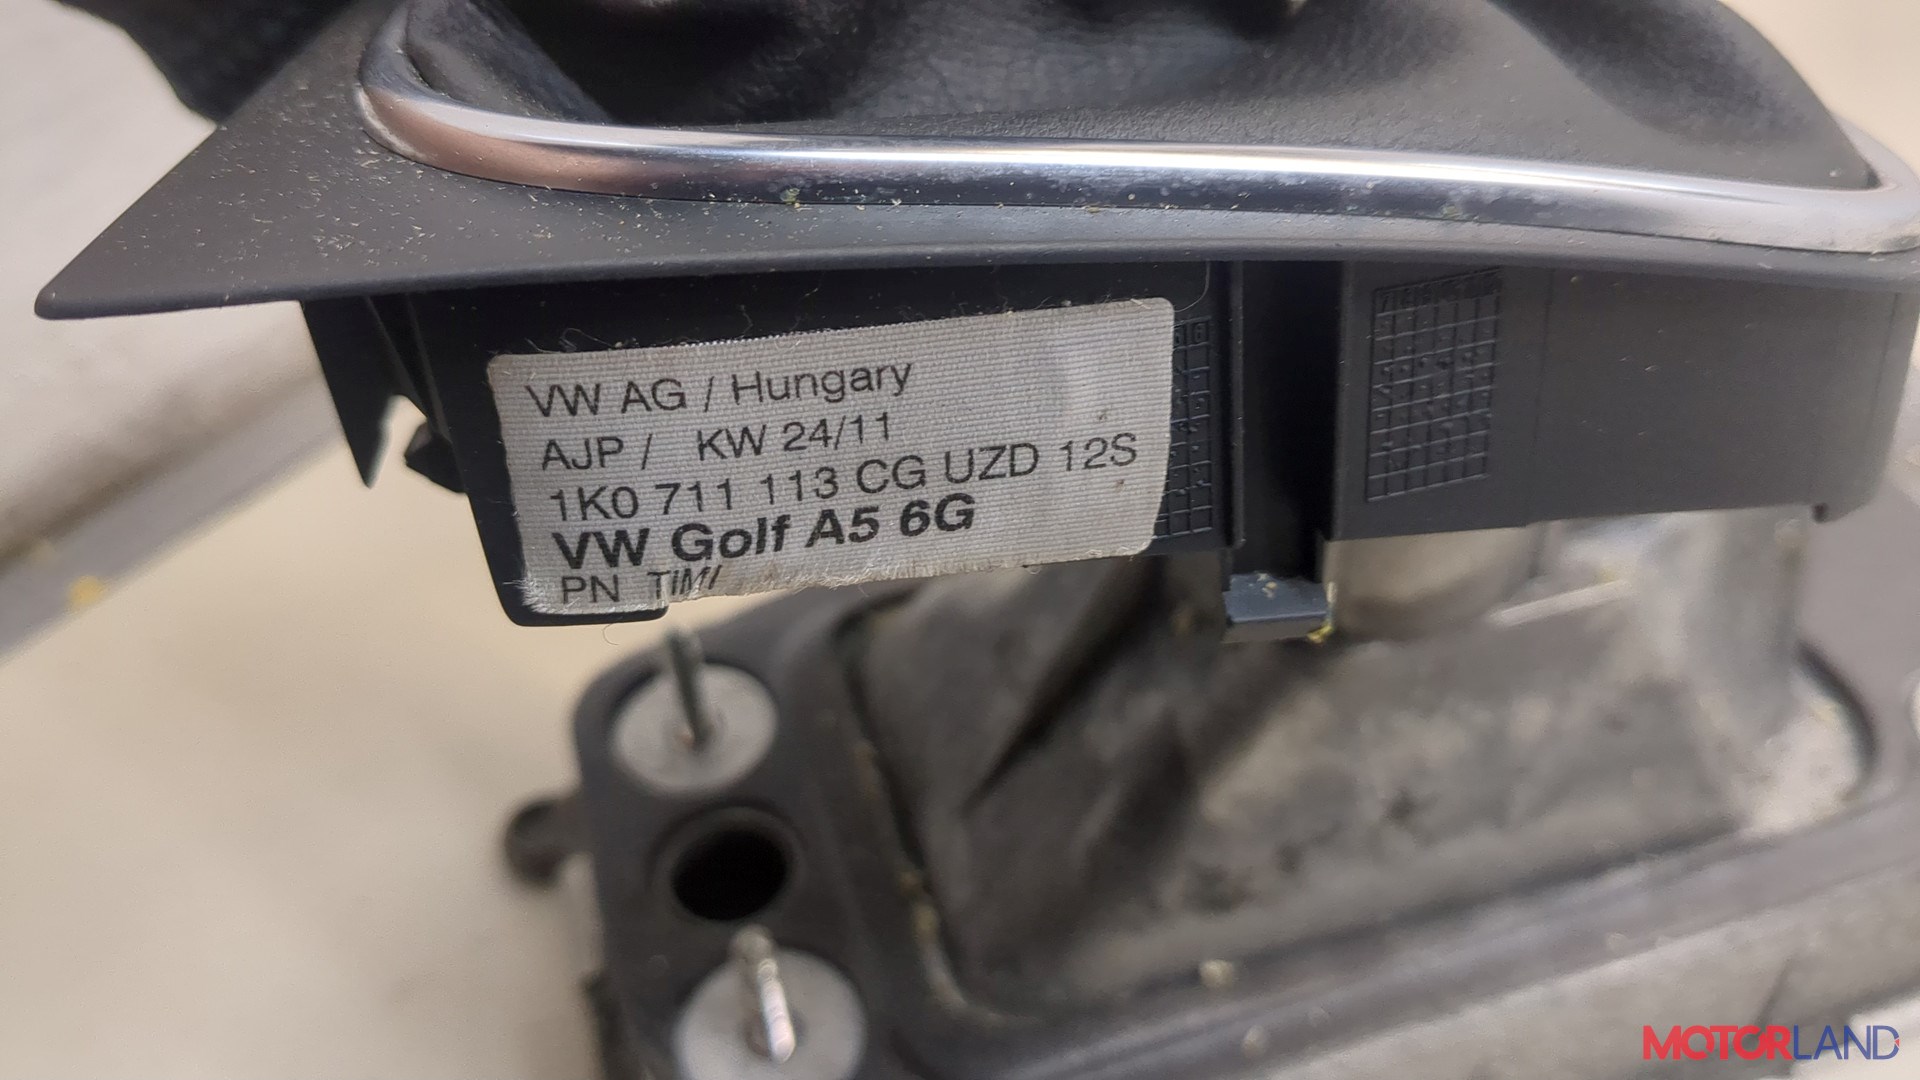 VW AG / Hungary
AJP / KW 24/11
1K0 711 113 CG UZD 12S
VW Golf A5 6G
PN TIM/
MOTORLAND